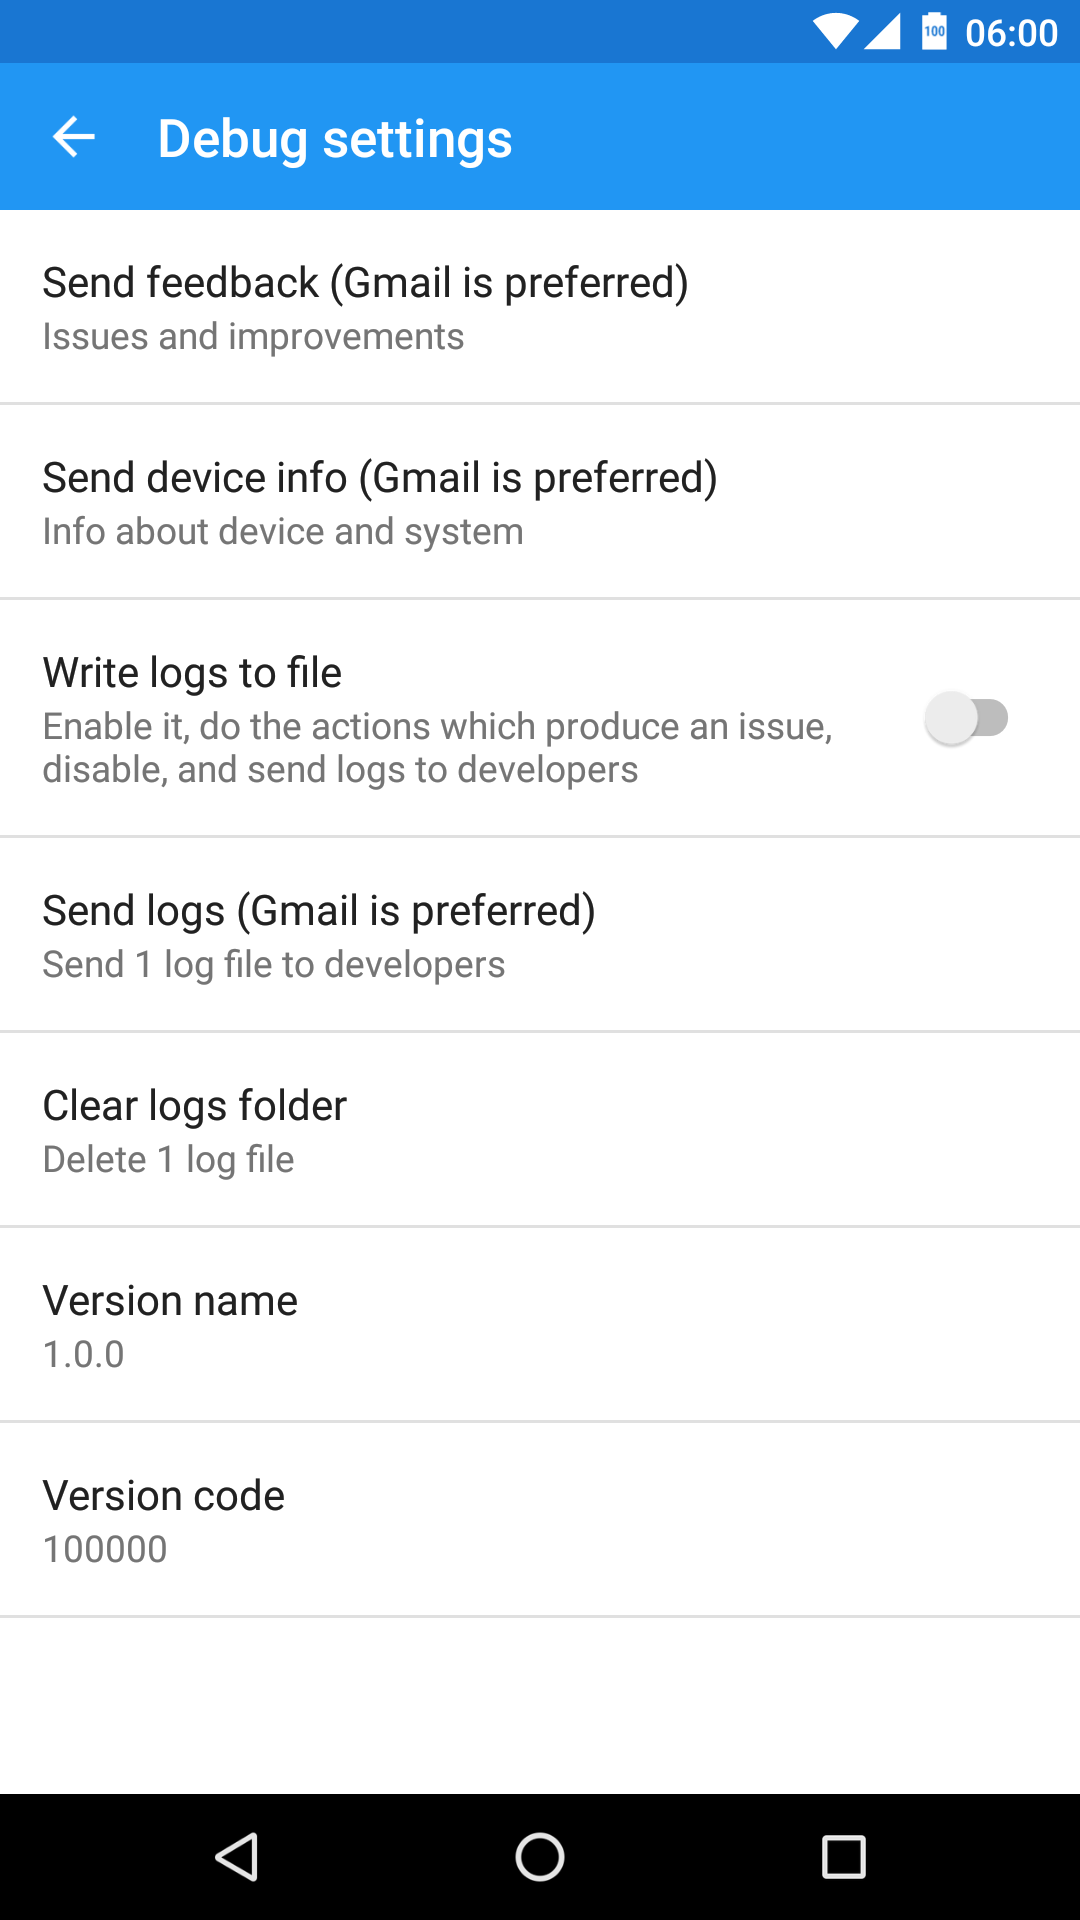 100 06:00
Debug settings
Send feedback (Gmail is preferred)
Issues and improvements
Send device info (Gmail is preferred)
Info about device and system
Write logs to file
Enable it, do the actions which produce an issue,
disable, and send logs to developers
Send logs (Gmail is preferred)
Send 1 log file to developers
Clear logs folder
Delete 1 log file
Version name
1.0.0
Version code
100000